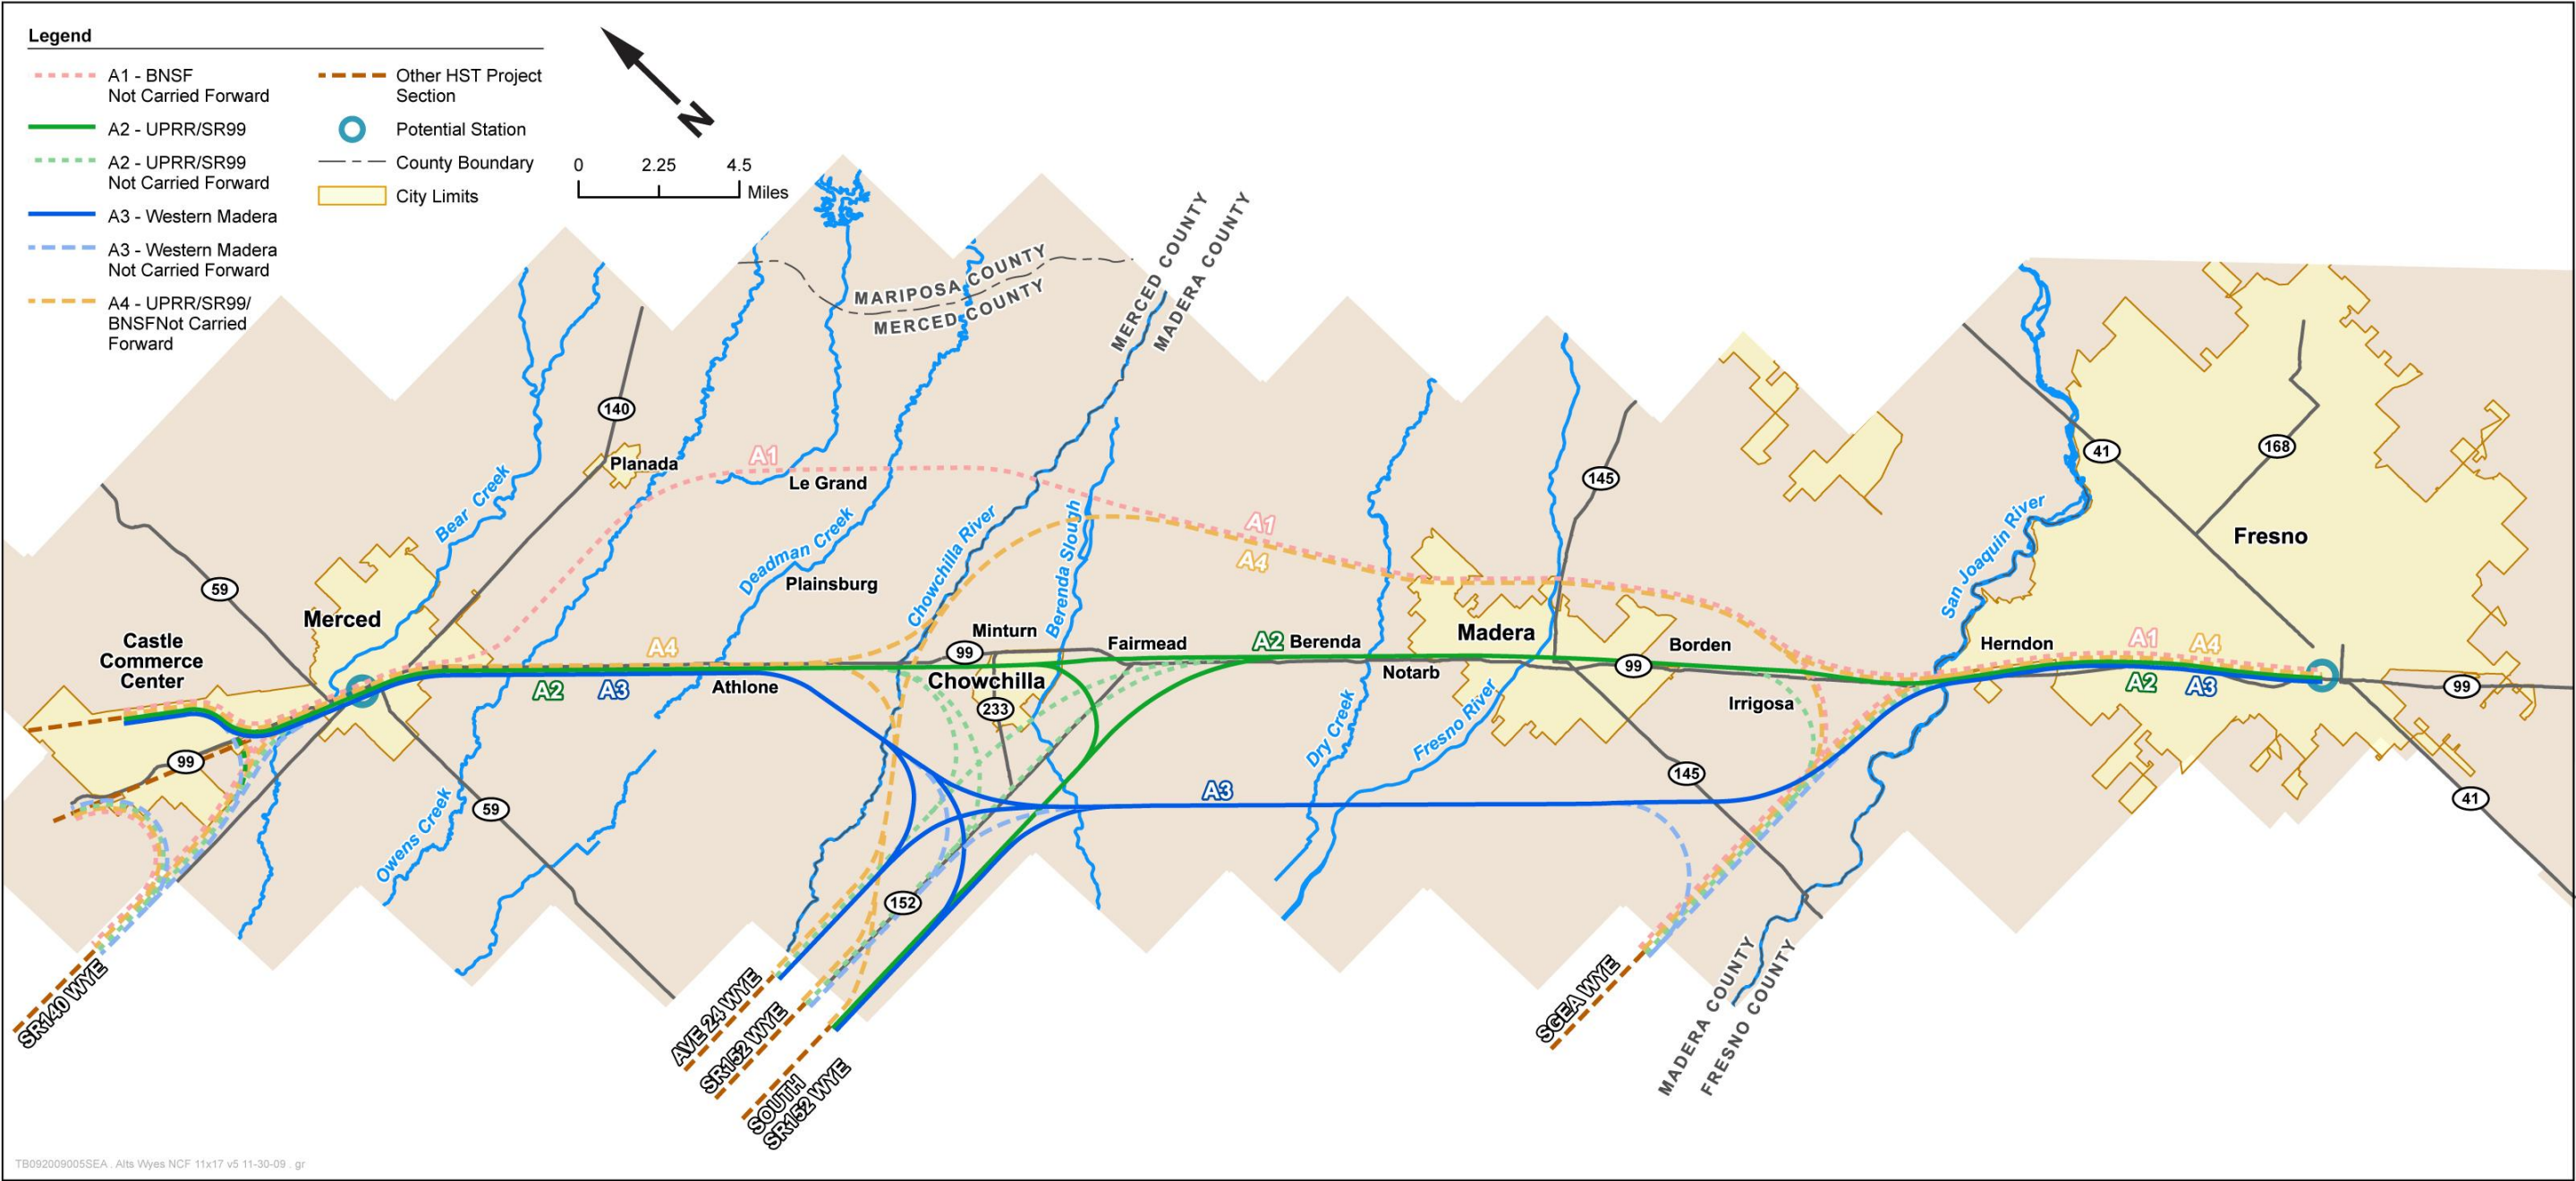 Legend
A1 - BNSF
Not Carried Forward
A2 - UPRR/SR99
A2 - UPRR/SR99
Not Carried Forward
A3 - Western Madera
A3 - Western Madera
Not Carried Forward
A4 - UPRR/SR99/
BNSFNot Carried
Forward
Other HST Project
Section
Potential Station
County Boundary
City Limits
N
0 2.25 4.5
Miles
MARIPOSA COUNTY
MERCED COUNTY
MERCED COUNTY
MADERA COUNTY
140
Planada
A1
Le Grand
Bear Creek
Deadman Creek
Plainsburg
Chowchilla River
Berenda Slough
A1
A4
145
41
168
Fresno
San Joaquin River
59
Merced
Castle
Commerce
Center
A4
99
Minturn
Fairmead
A2
Berenda
Madera
Notarb
99
Borden
Herndon
A1
A4
A2
A3
Athlone
Chowchilla
233
Irrigosa
A2
A3
99
99
59
Owens Creek
Dry Creek
Fresno River
A3
145
41
152
SR140 WYE
AVE 24 WYE
SR152 WYE
SOUTH
SR152 WYE
SGEA WYE
MADERA COUNTY
FRESNO COUNTY
TB092009005SEA . Alts Wyes NCF 11x17 v5 11-30-09 . gr